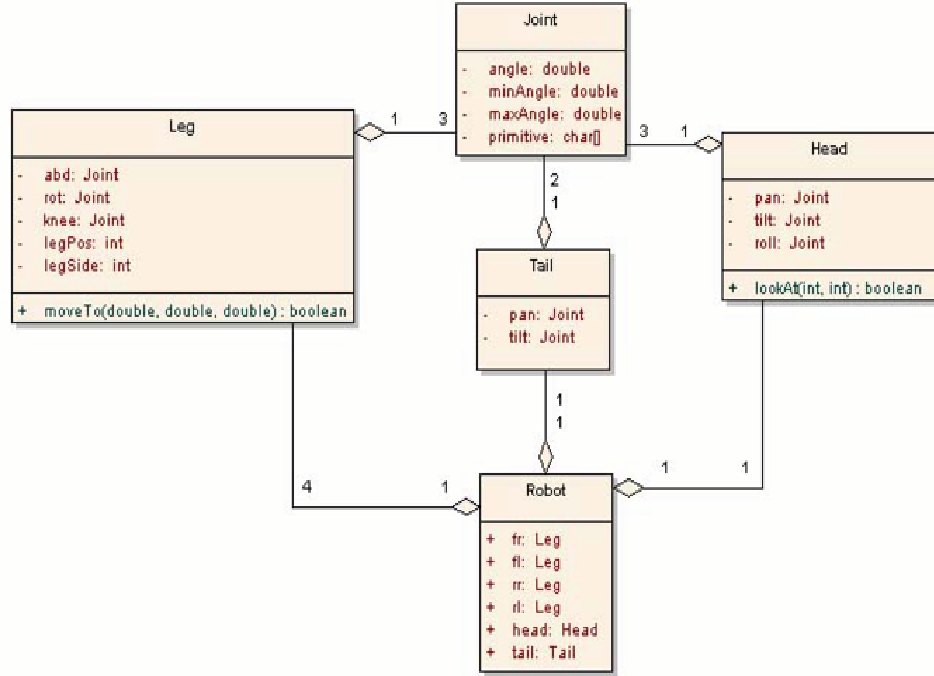 Joint
- angle: double
- minAngle: double
- maxAngle: double
- primitive: char[]
1 3
3 1
Leg
- abd: Joint
- rot: Joint
- knee: Joint
- legPos: int
- legSide: int
+ moveTo(double, double, double) : boolean
Head
- pan: Joint
- tilt: Joint
- roll: Joint
+ lookAt(int, int) : boolean
2
1
Tail
- pan: Joint
- tilt: Joint
1
1
4 1
1 1
Robot
+ fr: Leg
+ fl: Leg
+ rr: Leg
+ rl: Leg
+ head: Head
+ tail: Tail